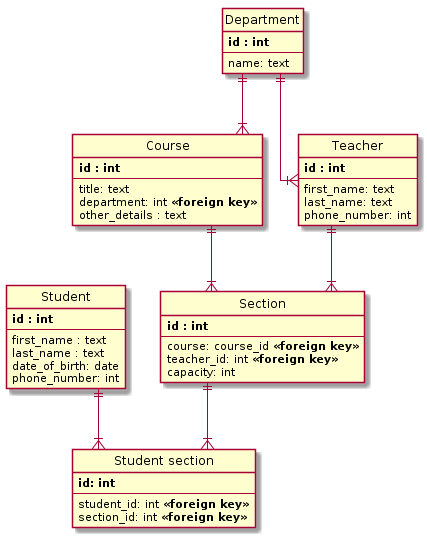 Department
id : int
name: text
Course
id : int
title: text
department: int «foreign key»
other_details : text
Teacher
id : int
first_name: text
last_name: text
phone_number: int
Student
id : int
first_name : text
last_name : text
date_of_birth: date
phone_number: int
Section
id : int
course: course_id «foreign key»
teacher_id: int «foreign key»
capacity: int
Student section
id: int
student_id: int «foreign key»
section_id: int «foreign key»